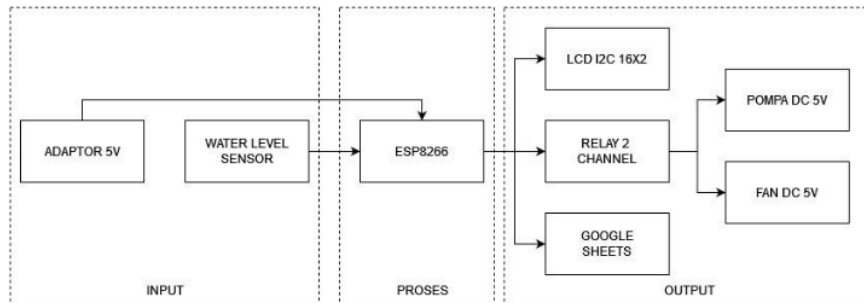 LCD I2C 16X2
POMPA DC 5V
ADAPTOR 5V
WATER LEVEL
SENSOR
ESP8266
RELAY 2
CHANNEL
FAN DC 5V
GOOGLE
SHEETS
INPUT
PROSES
OUTPUT